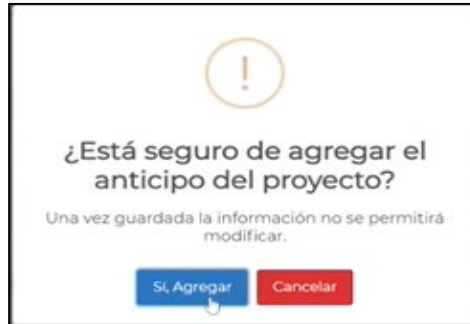 !
¿Está seguro de agregar el
anticipo del proyecto?
Una vez guardada la información no se permitirá
modificar.
Sí, Agregar
Cancelar